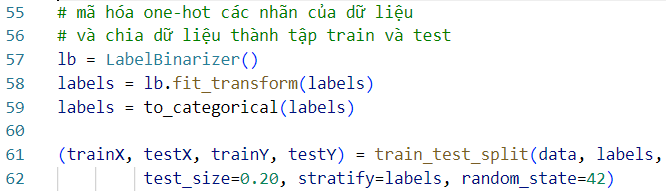 55 # mã hóa one-hot các nhãn của dữ liệu
56 # và chia dữ liệu thành tập train và test
57 lb = LabelBinarizer()
58 labels = lb.fit_transform(labels)
59 labels = to_categorical(labels)
60
61 (trainX, testX, trainY, testY) = train_test_split(data, labels,
62 test_size=0.20, stratify=labels, random_state=42)